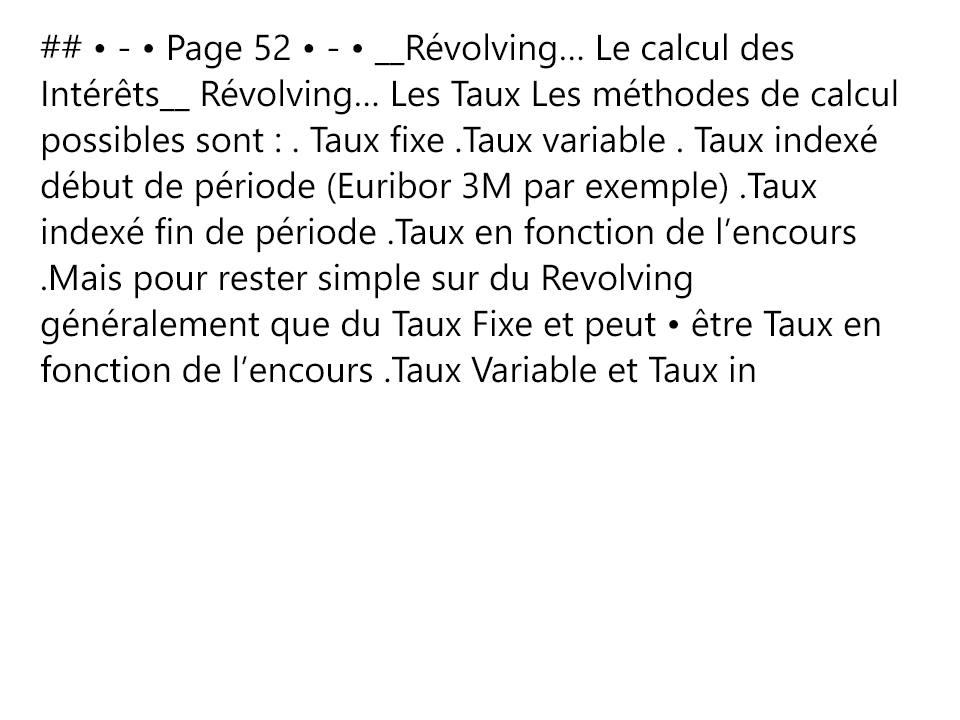 ## • - • Page 52 • - • __Révolving… Le calcul des
Intérêts__ Révolving… Les Taux Les méthodes de calcul
possibles sont : . Taux fixe .Taux variable . Taux indexé
début de période (Euribor 3M par exemple) .Taux
indexé fin de période .Taux en fonction de l’encours
.Mais pour rester simple sur du Revolving
généralement que du Taux Fixe et peut • être Taux en
fonction de l’encours .Taux Variable et Taux in